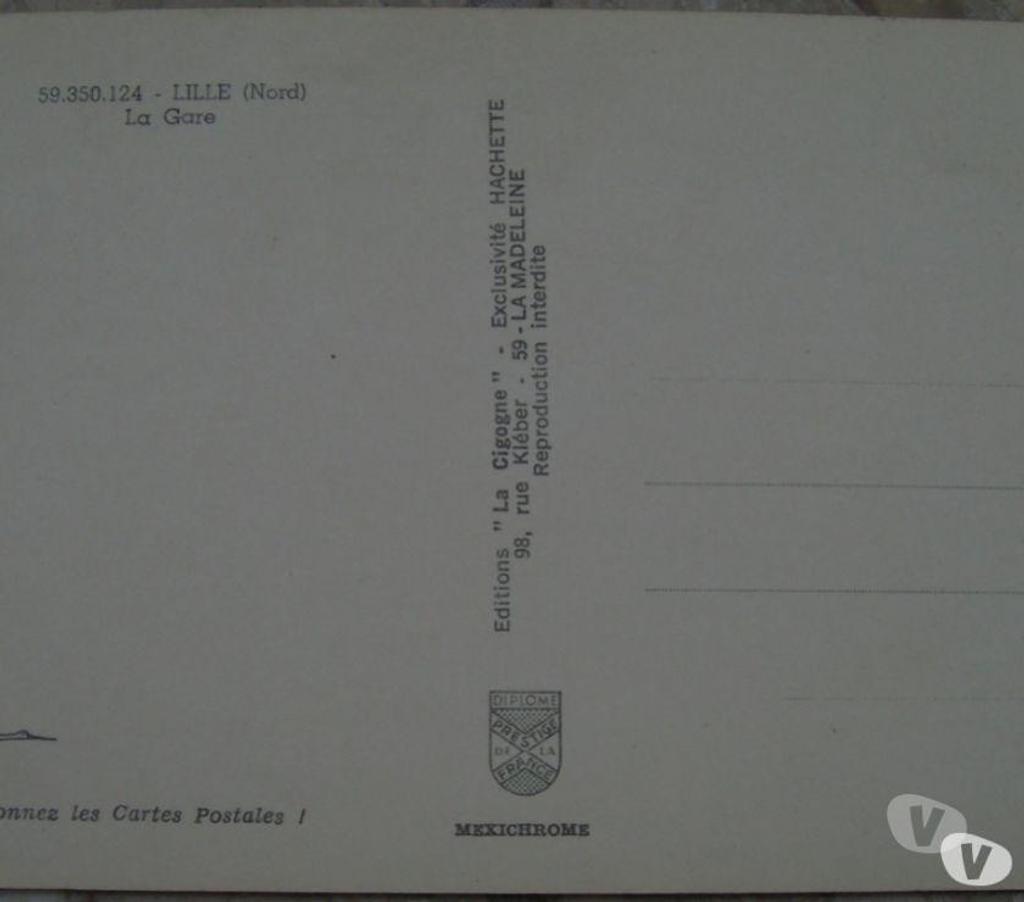 59.350.124 - LILLE (Nord)
La Gare
Editions "La Cigogne" - Exclusivité HACHETTE
98, rue Kléber - 59 - LA MADELEINE
Reproduction interdite
DIPLOME
PRESTIGE
DE LA
FRANCE
MEXICHROME
onnez les Cartes Postales !
V
V